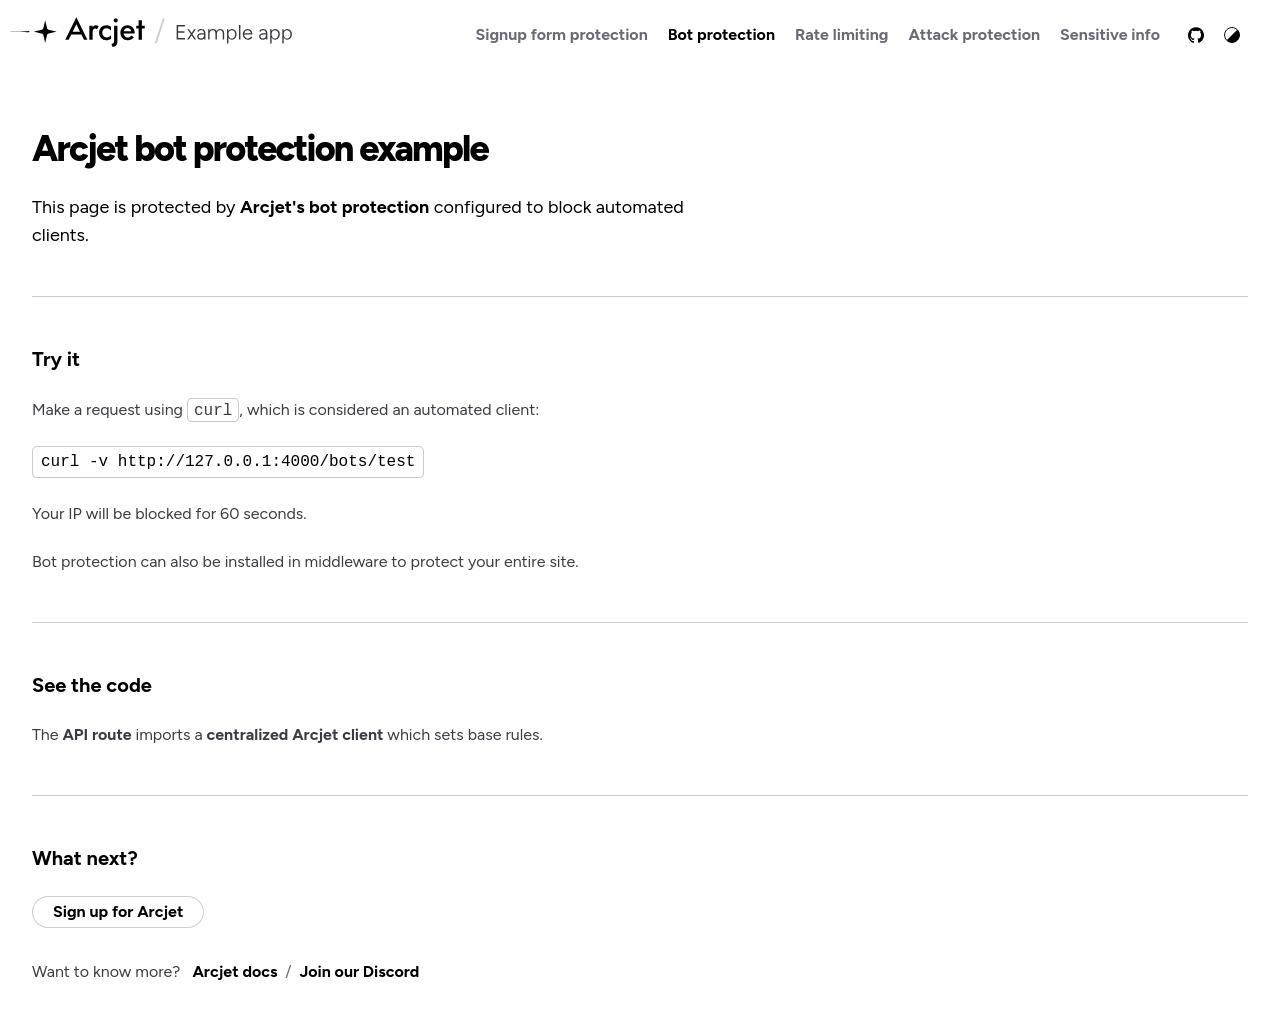 Arcjet / Example app
Signup form protection Bot protection Rate limiting Attack protection Sensitive info
Arcjet bot protection example
This page is protected by Arcjet's bot protection configured to block automated
clients.
Try it
Make a request using curl, which is considered an automated client:
curl -v http://127.0.0.1:4000/bots/test
Your IP will be blocked for 60 seconds.
Bot protection can also be installed in middleware to protect your entire site.
See the code
The API route imports a centralized Arcjet client which sets base rules.
What next?
Sign up for Arcjet
Want to know more? Arcjet docs / Join our Discord